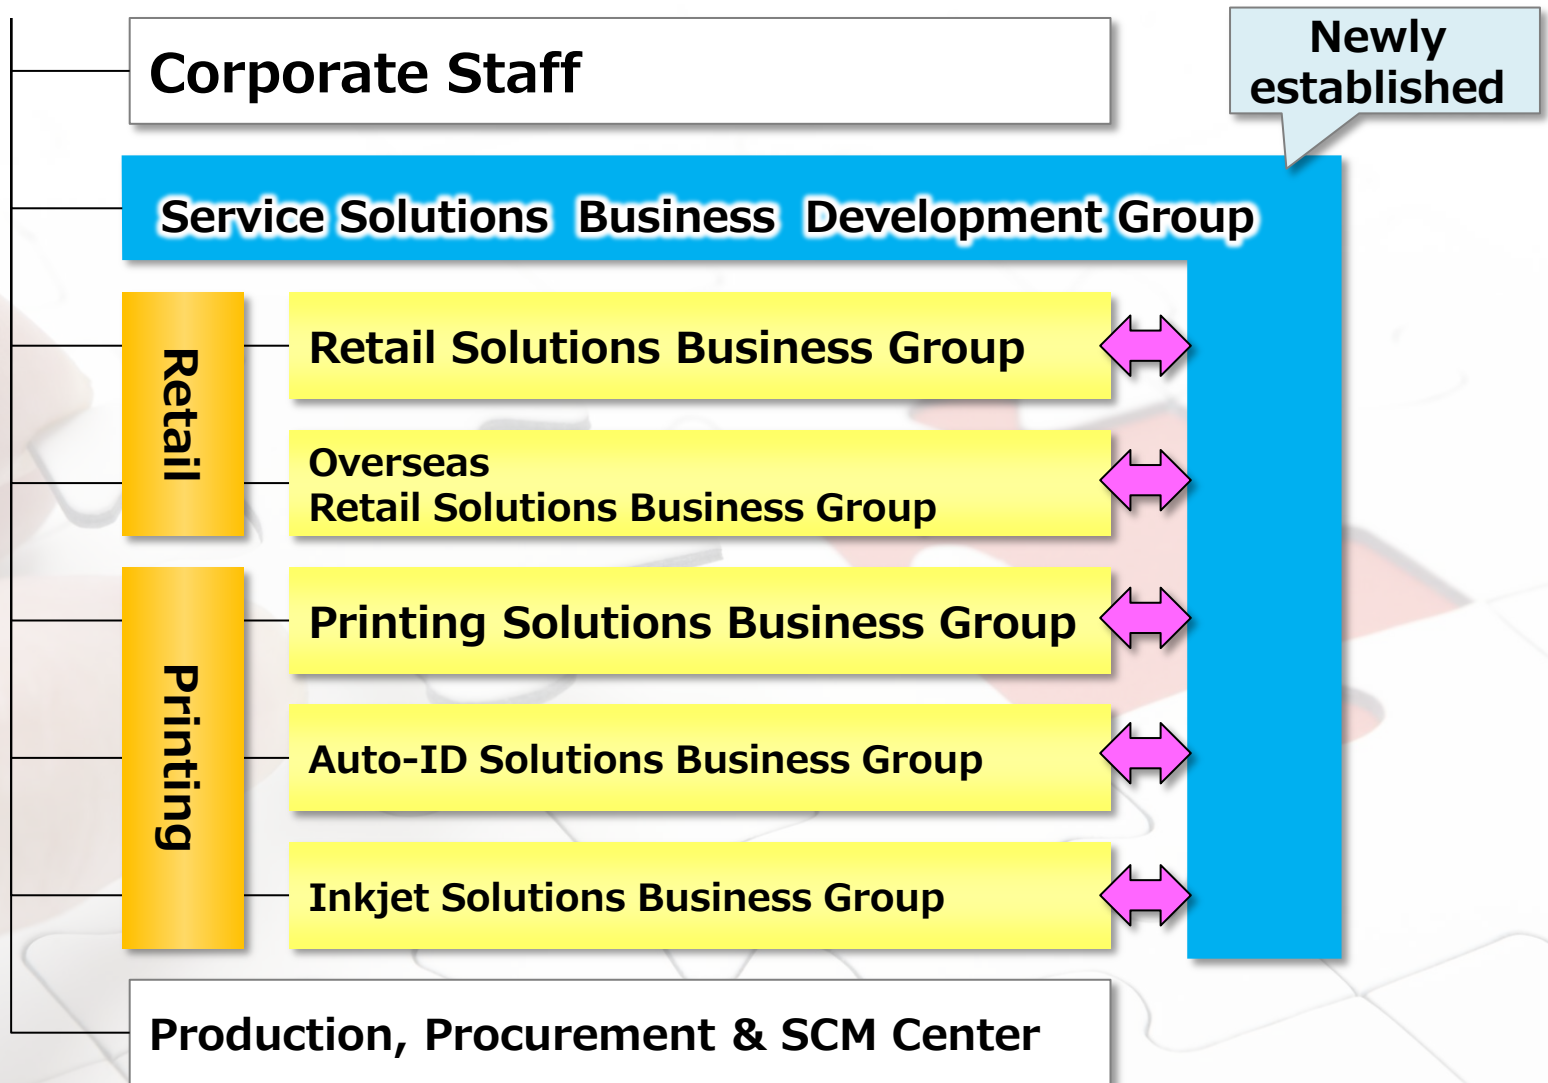 Newly
established
Corporate Staff
Service Solutions Business Development Group
Retail
Retail Solutions Business Group
Overseas
Retail Solutions Business Group
Printing
Printing Solutions Business Group
Auto-ID Solutions Business Group
Inkjet Solutions Business Group
Production, Procurement & SCM Center